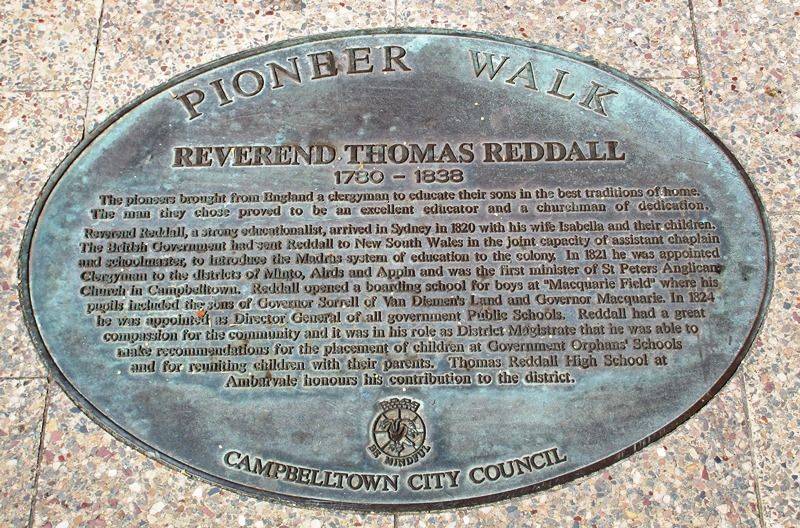 PIONEER WALK
REVEREND THOMAS REDDALL
1780 - 1838
The pioneers brought from England a clergyman to educate their sons in the best traditions of home.
The man they chose proved to be an excellent educator and a churchman of dedication.
Reverend Reddall, a strong educationalist, arrived in Sydney in 1820 with his wife Isabella and their children.
The British Government had sent Reddall to New South Wales in the joint capacity of assistant chaplain
and schoolmaster, to introduce the Madras system of education to the colony. In 1821 he was appointed
Clergyman to the districts of Minto, Airds and Appin and was the first minister of St Peters Anglican
Church in Campbelltown. Reddall opened a boarding school for boys at "Macquarie Field" where his
pupils included the sons of Governor Sorrell of Van Diemen's Land and Governor Macquarie. In 1824
he was appointed as Director General of all government Public Schools. Reddall had a great
compassion for the community and it was in his role as District Magistrate that he was able to
make recommendations for the placement of children at Government Orphans' Schools
and for reuniting children with their parents. Thomas Reddall High School at
Ambarvale honours his contribution to the district.
BE MINDFUL
CAMPBELLTOWN CITY COUNCIL